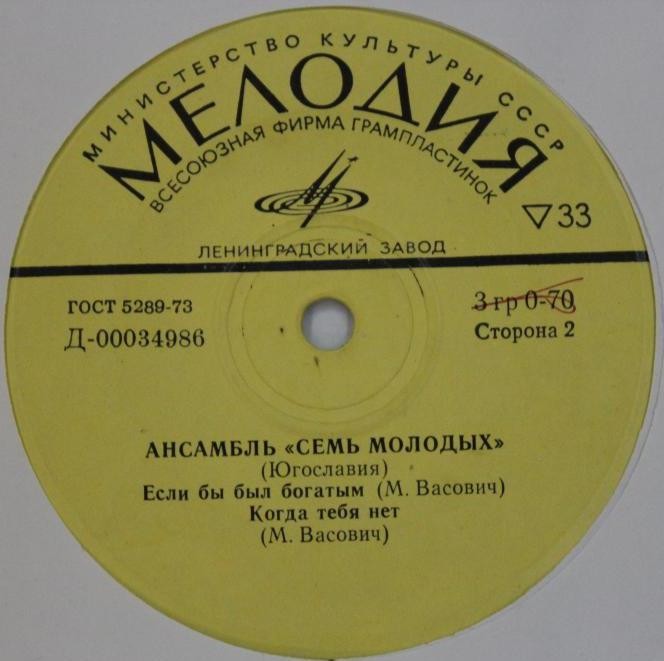 МИНИСТЕРСТВО КУЛЬТУРЫ СССР
МЕЛОДИЯ
ВСЕСОЮЗНАЯ ФИРМА ГРАМПЛАСТИНОК
▽33
ЛЕНИНГРАДСКИЙ ЗАВОД
ГОСТ 5289-73
3 гр 0-70
Д-00034986
Сторона 2
АНСАМБЛЬ «СЕМЬ МОЛОДЫХ»
(Югославия)
Если бы был богатым (М. Васович)
Когда тебя нет
(М. Васович)